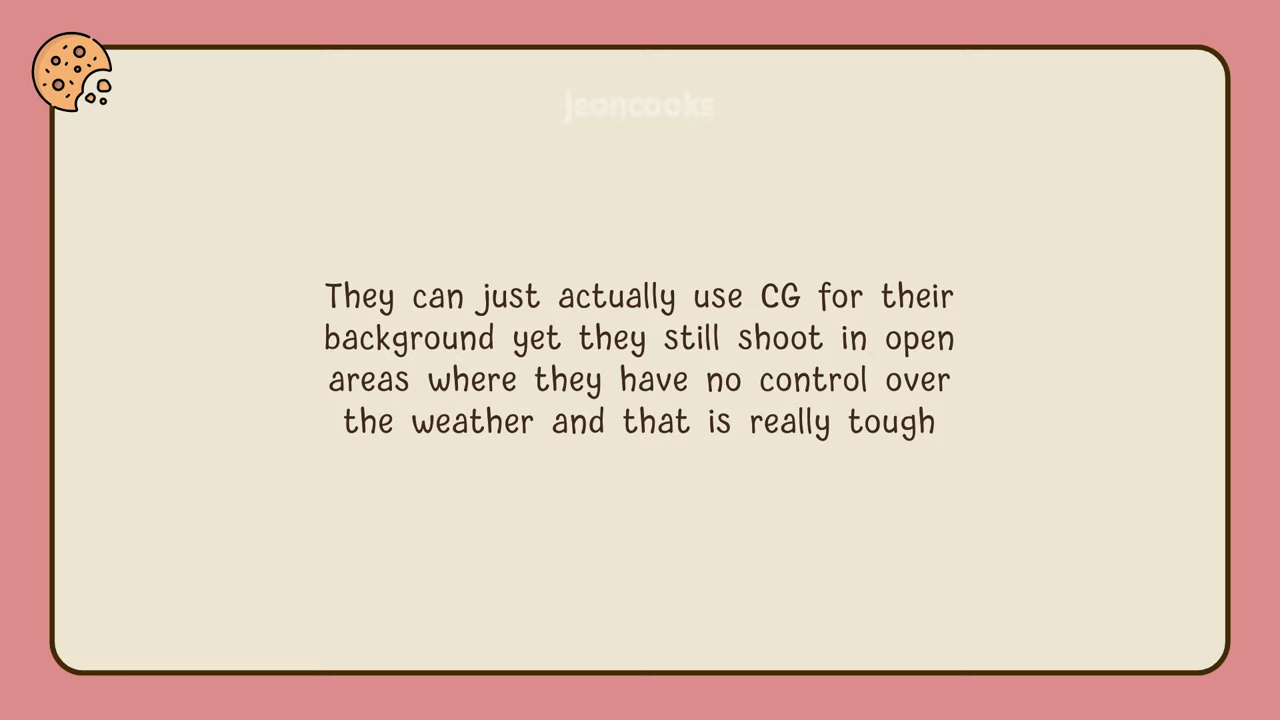 jeoncooks
They can just actually use CG for their
background yet they still shoot in open
areas where they have no control over
the weather and that is really tough